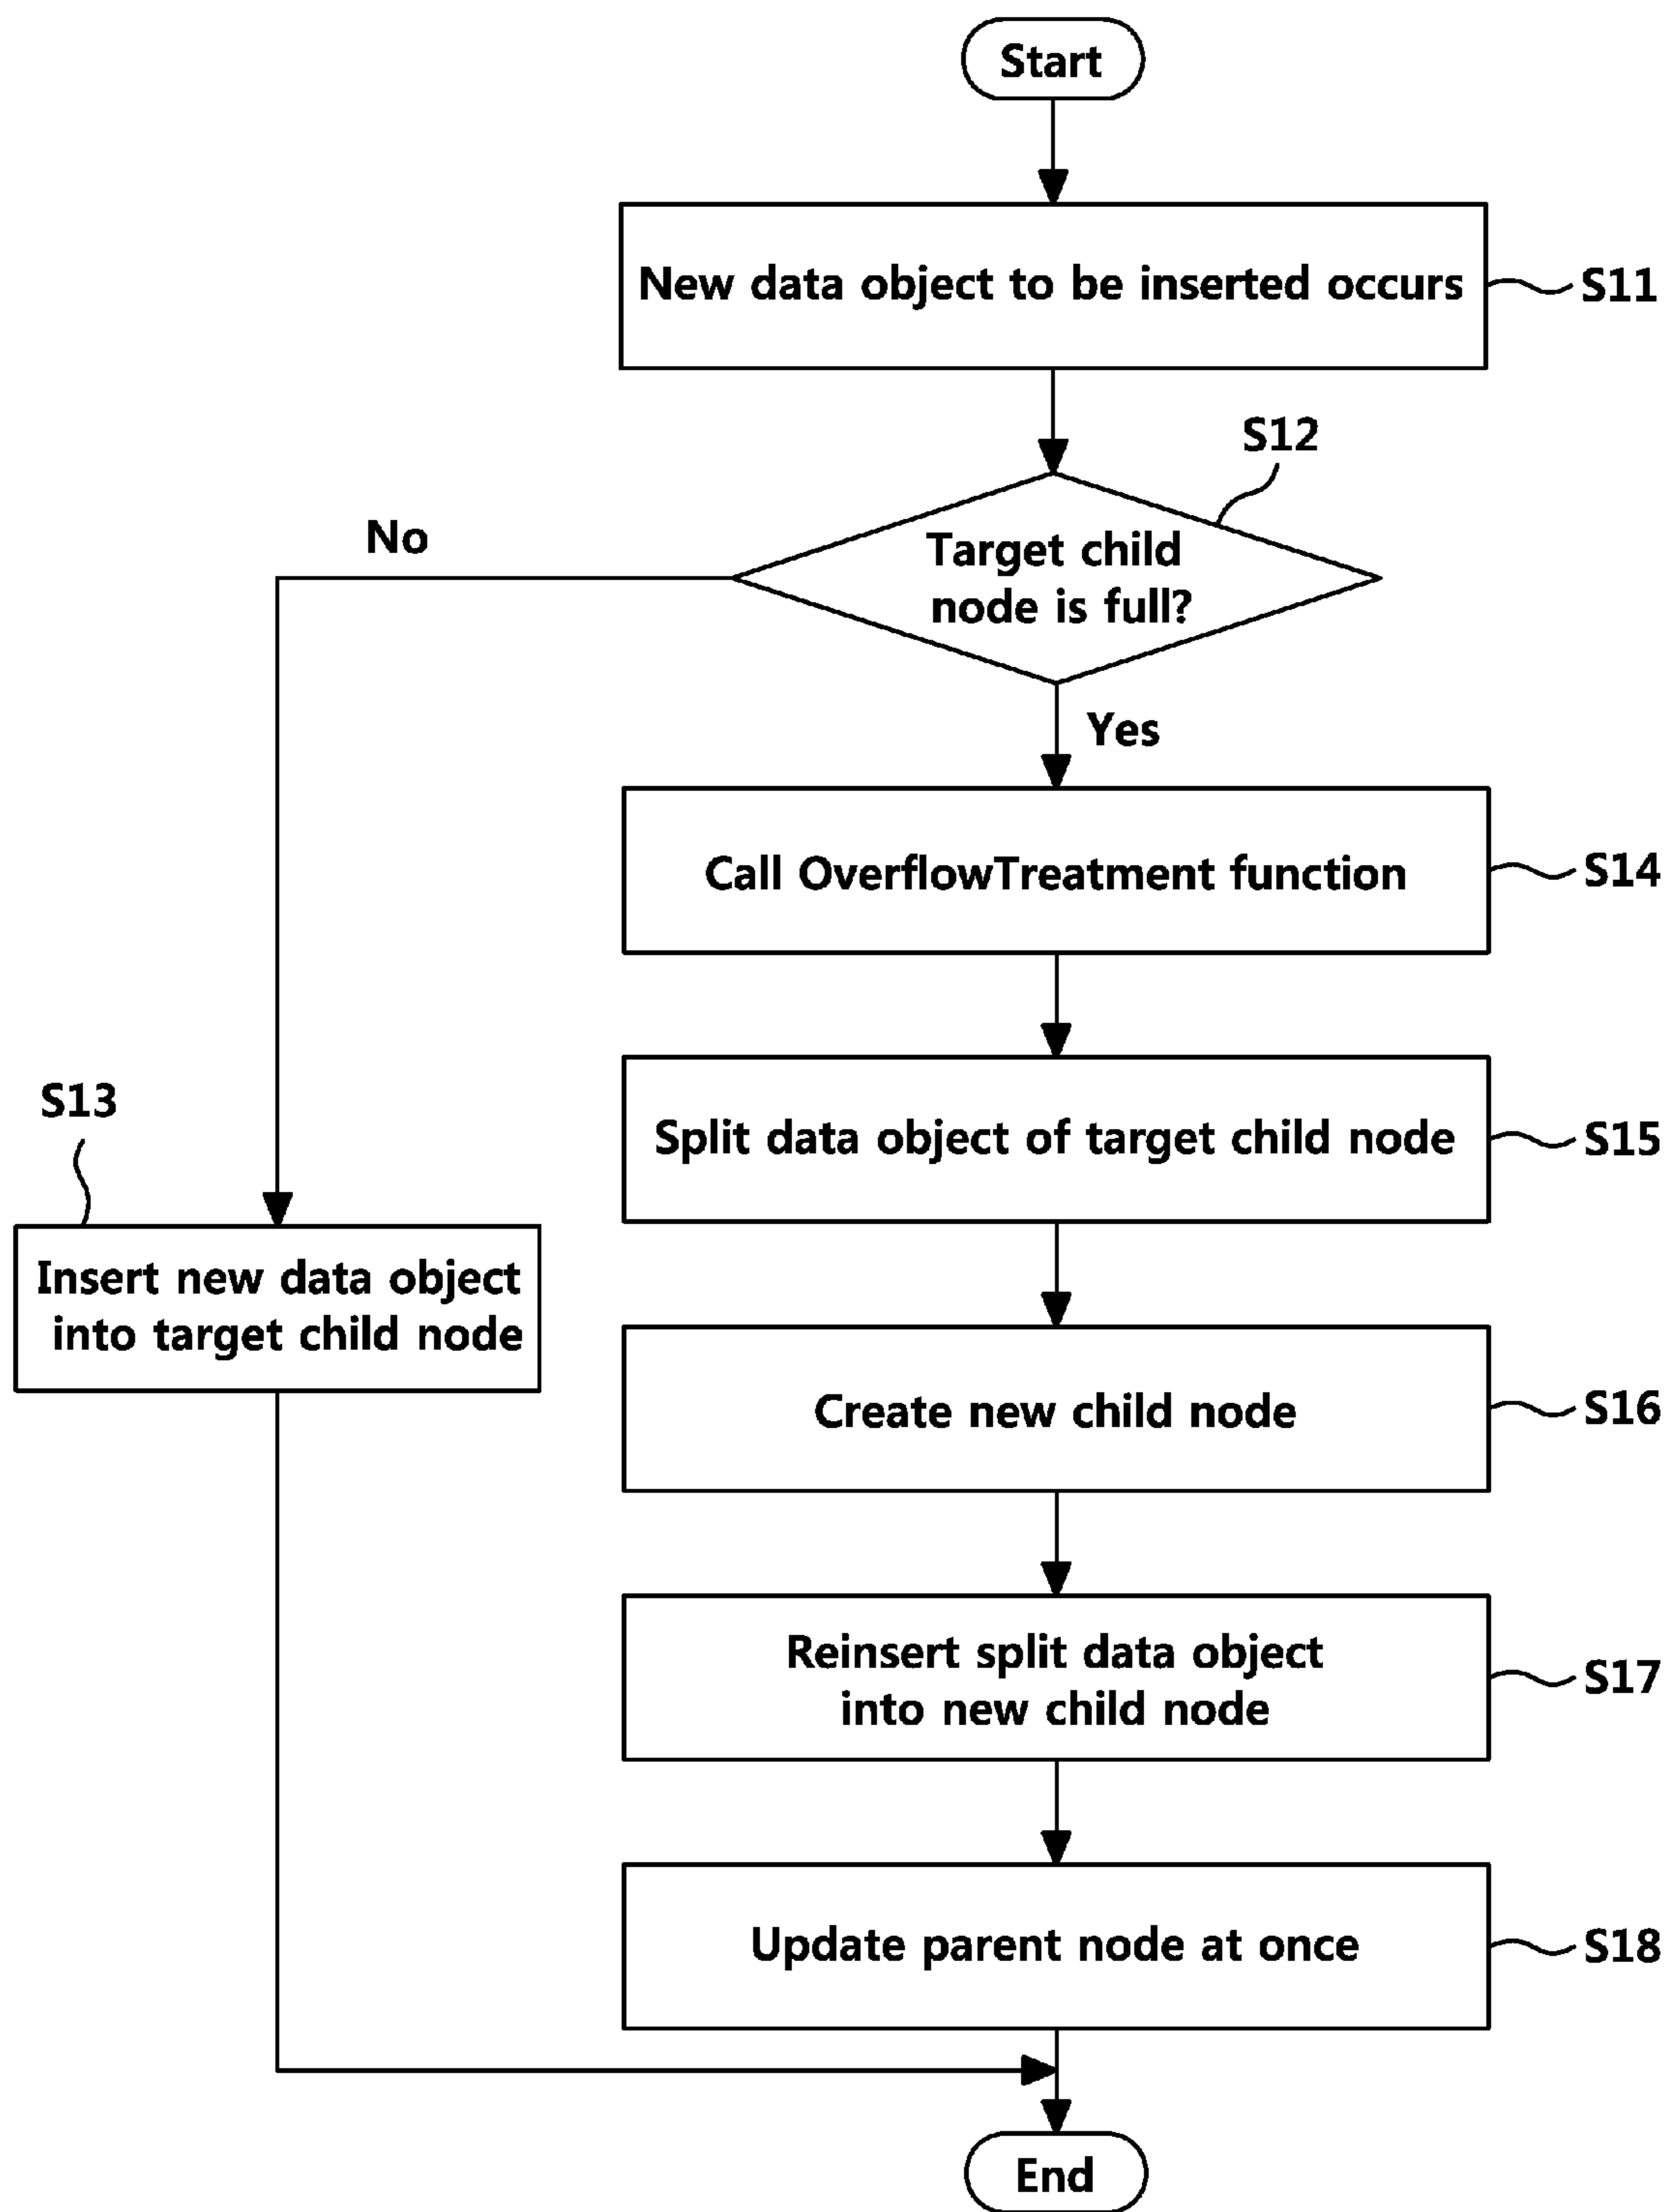 Start
New data object to be inserted occurs
S11
S12
Target child
node is full?
No
Yes
Call OverflowTreatment function
S14
Split data object of target child node
S15
S13
Insert new data object
into target child node
Create new child node
S16
Reinsert split data object
into new child node
S17
Update parent node at once
S18
End